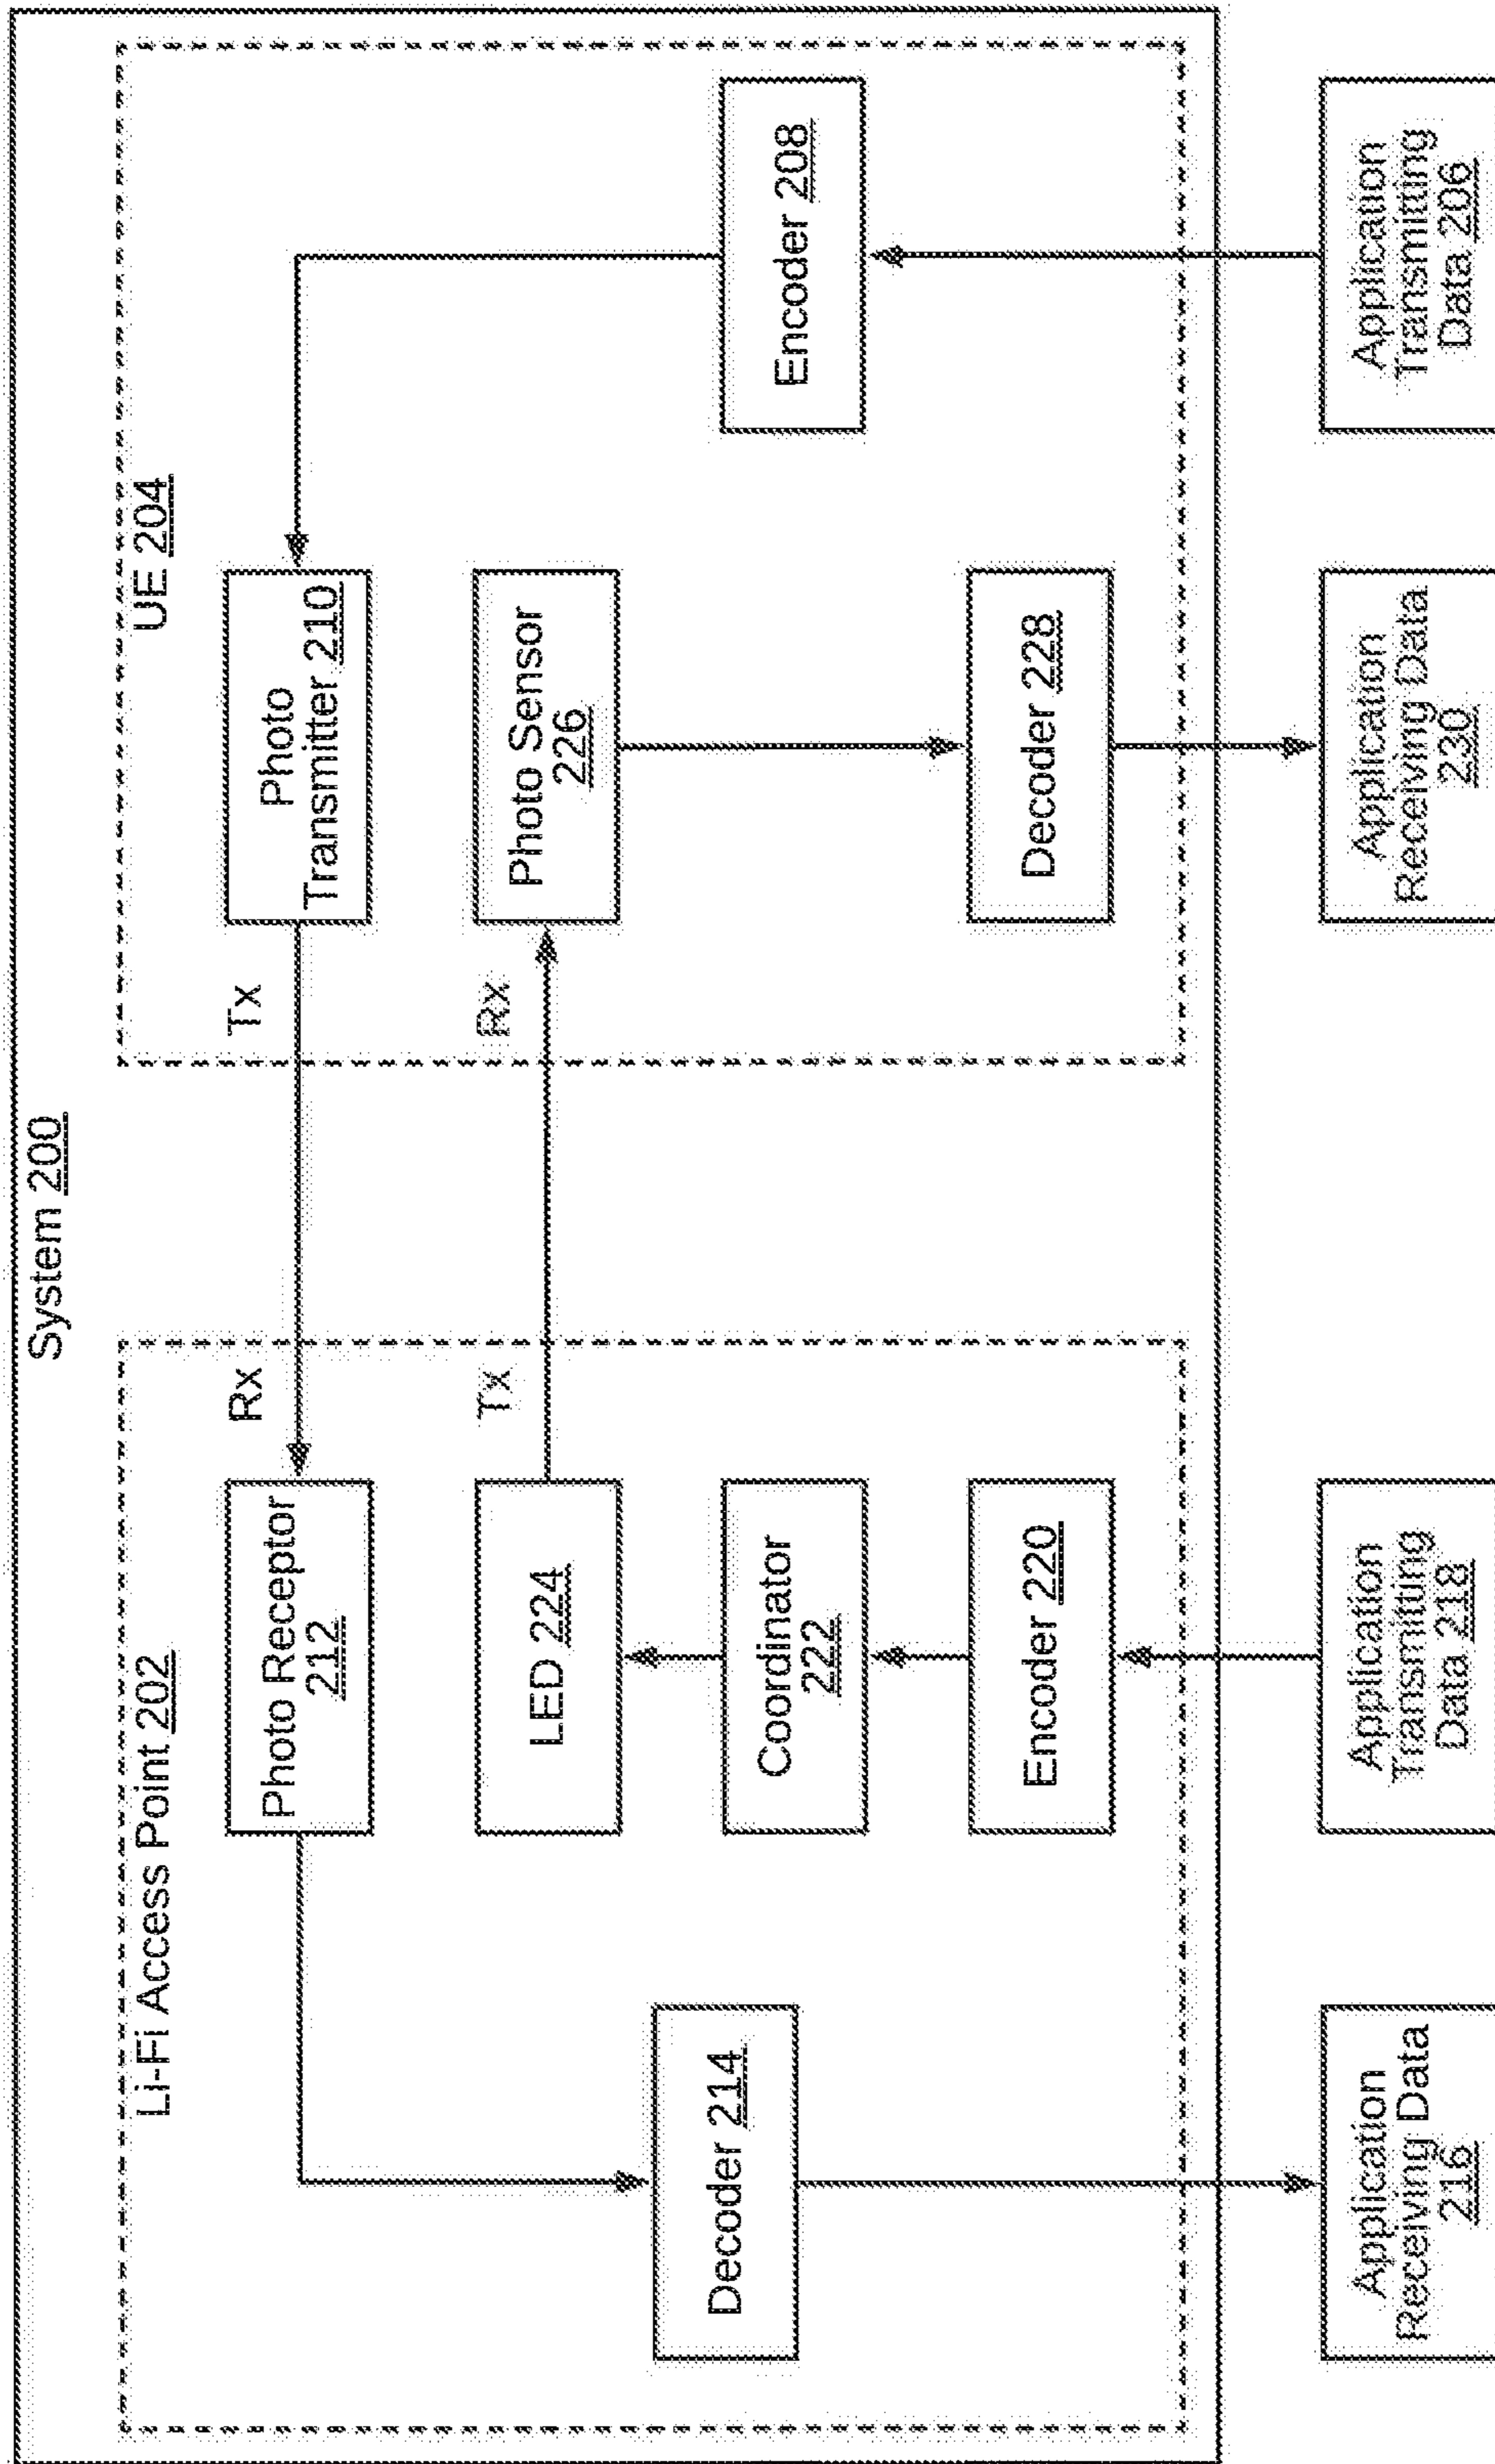 System 200
Li-Fi Access Point 202
UE 204
Photo Receptor
212
Rx
Tx
Photo
Transmitter 210
LED 224
Tx
Rx
Photo Sensor
226
Decoder 214
Coordinator
222
Encoder 208
Encoder 220
Decoder 228
Application
Receiving Data
216
Application
Transmitting
Data 218
Application
Receiving Data
230
Application
Transmitting
Data 206